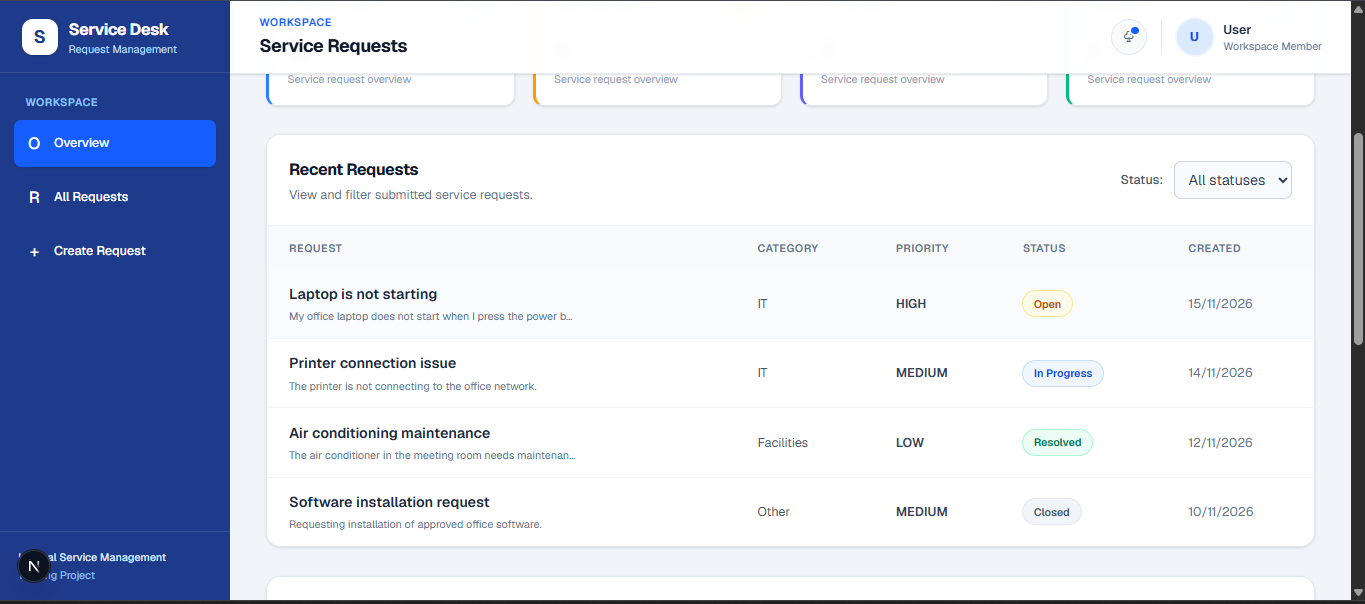 S
Service Desk
Request Management
WORKSPACE
O Overview
R All Requests
+ Create Request
al Service Management
g Project
N
WORKSPACE
Service Requests
U
User
Workspace Member
Service request overview
Service request overview
Service request overview
Service request overview
Recent Requests
View and filter submitted service requests.
Status: All statuses
REQUEST CATEGORY PRIORITY STATUS CREATED
Laptop is not starting
My office laptop does not start when I press the power b...
IT HIGH Open 15/11/2026
Printer connection issue
The printer is not connecting to the office network.
IT MEDIUM In Progress 14/11/2026
Air conditioning maintenance
The air conditioner in the meeting room needs maintenan...
Facilities LOW Resolved 12/11/2026
Software installation request
Requesting installation of approved office software.
Other MEDIUM Closed 10/11/2026